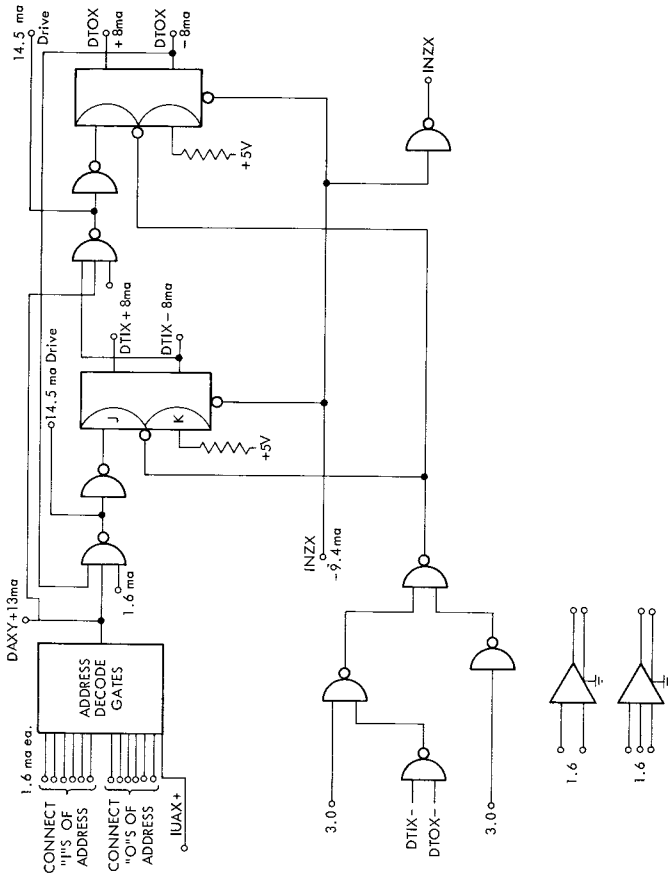 14.5 ma
Drive
DTOX
+8ma
DTOX
-8ma
+5V
INZX
14.5 ma Drive
DTIX+8ma
DTIX-8ma
J
K
+5V
DAXY+13ma
1.6 ma
ADDRESS
DECODE
GATES
1.6 ma ea.
CONNECT
"1"S OF
ADDRESS
CONNECT
"O"S OF
ADDRESS
IUAX+
INZX
-9.4ma
3.0
DTIX-
DTOX-
3.0
1.6
1.6